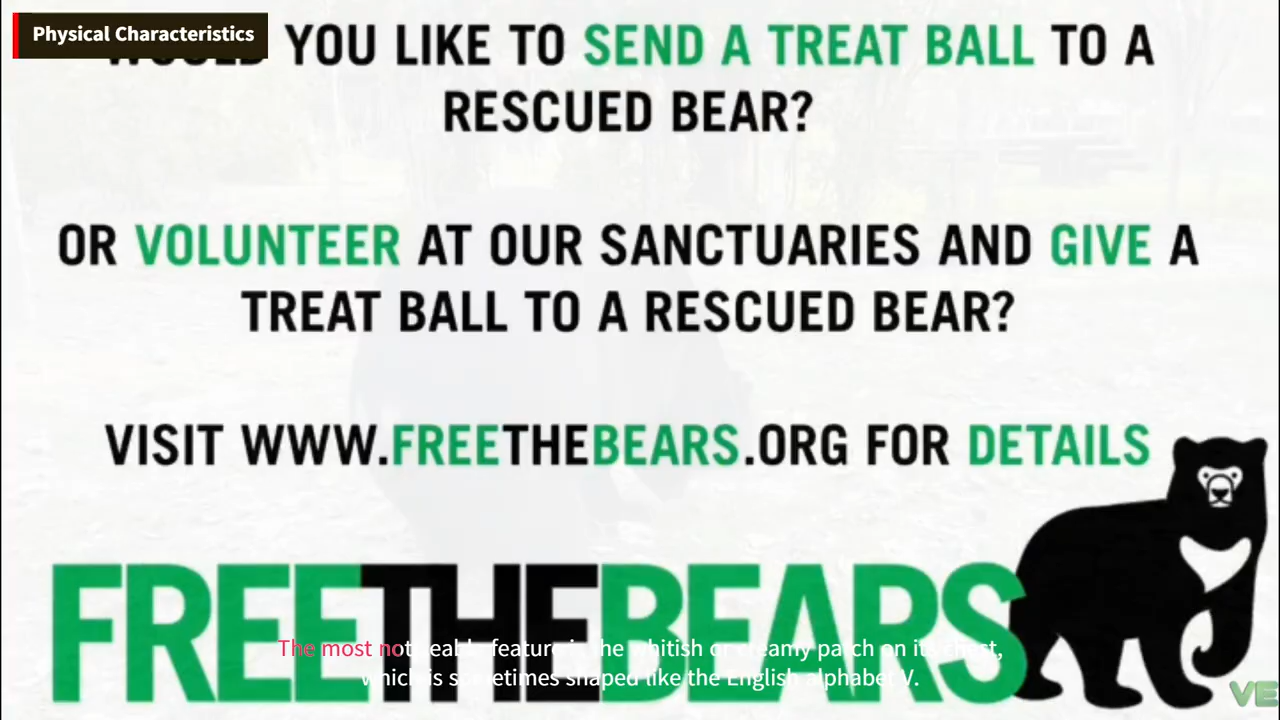 Physical Characteristics
WOULD YOU LIKE TO SEND A TREAT BALL TO A
RESCUED BEAR?
OR VOLUNTEER AT OUR SANCTUARIES AND GIVE A
TREAT BALL TO A RESCUED BEAR?
VISIT WWW.FREETHEBEARS.ORG FOR DETAILS
FREETHEBEARS
The most noticeable feature is the whitish or creamy patch on its chest,
which is sometimes shaped like the English alphabet V.
VE